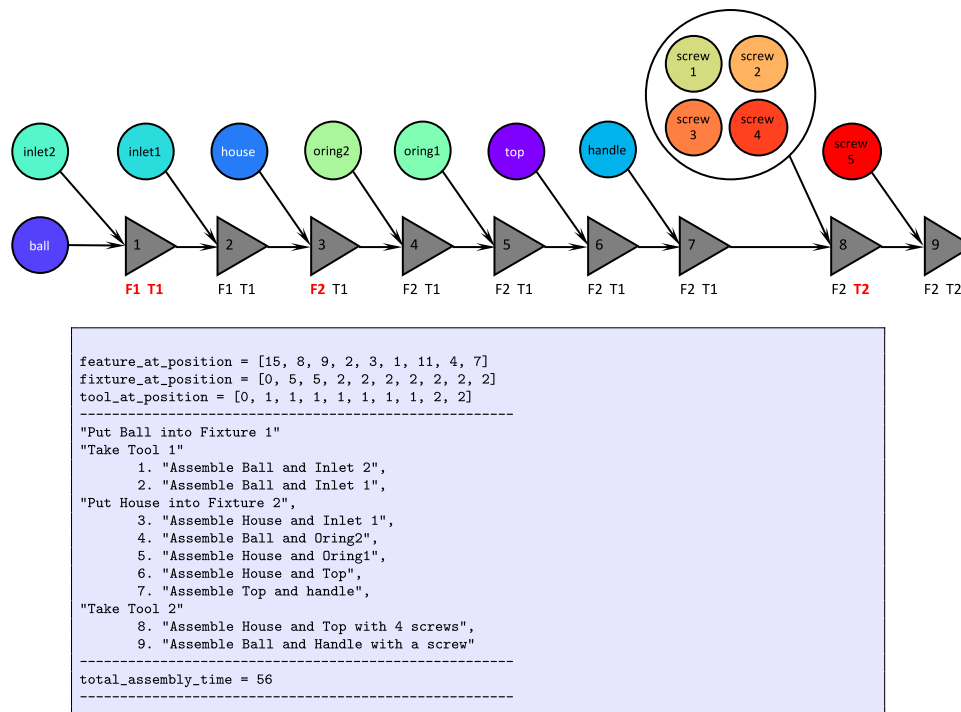 screw 1
screw 2
screw 3
screw 4
inlet2
inlet1
house
oring2
oring1
top
handle
screw 5
ball
1
2
3
4
5
6
7
8
9
F1 T1
F1 T1
F2 T1
F2 T1
F2 T1
F2 T1
F2 T1
F2 T2
F2 T2
feature_at_position = [15, 8, 9, 2, 3, 1, 11, 4, 7]
fixture_at_position = [0, 5, 5, 2, 2, 2, 2, 2, 2, 2]
tool_at_position = [0, 1, 1, 1, 1, 1, 1, 1, 2, 2]
----------------------------------------------------
"Put Ball into Fixture 1"
"Take Tool 1"
1. "Assemble Ball and Inlet 2",
2. "Assemble Ball and Inlet 1",
"Put House into Fixture 2",
3. "Assemble House and Inlet 1",
4. "Assemble Ball and Oring2",
5. "Assemble House and Oring1",
6. "Assemble House and Top",
7. "Assemble Top and handle",
"Take Tool 2"
8. "Assemble House and Top with 4 screws",
9. "Assemble Ball and Handle with a screw"
----------------------------------------------------
total_assembly_time = 56
----------------------------------------------------